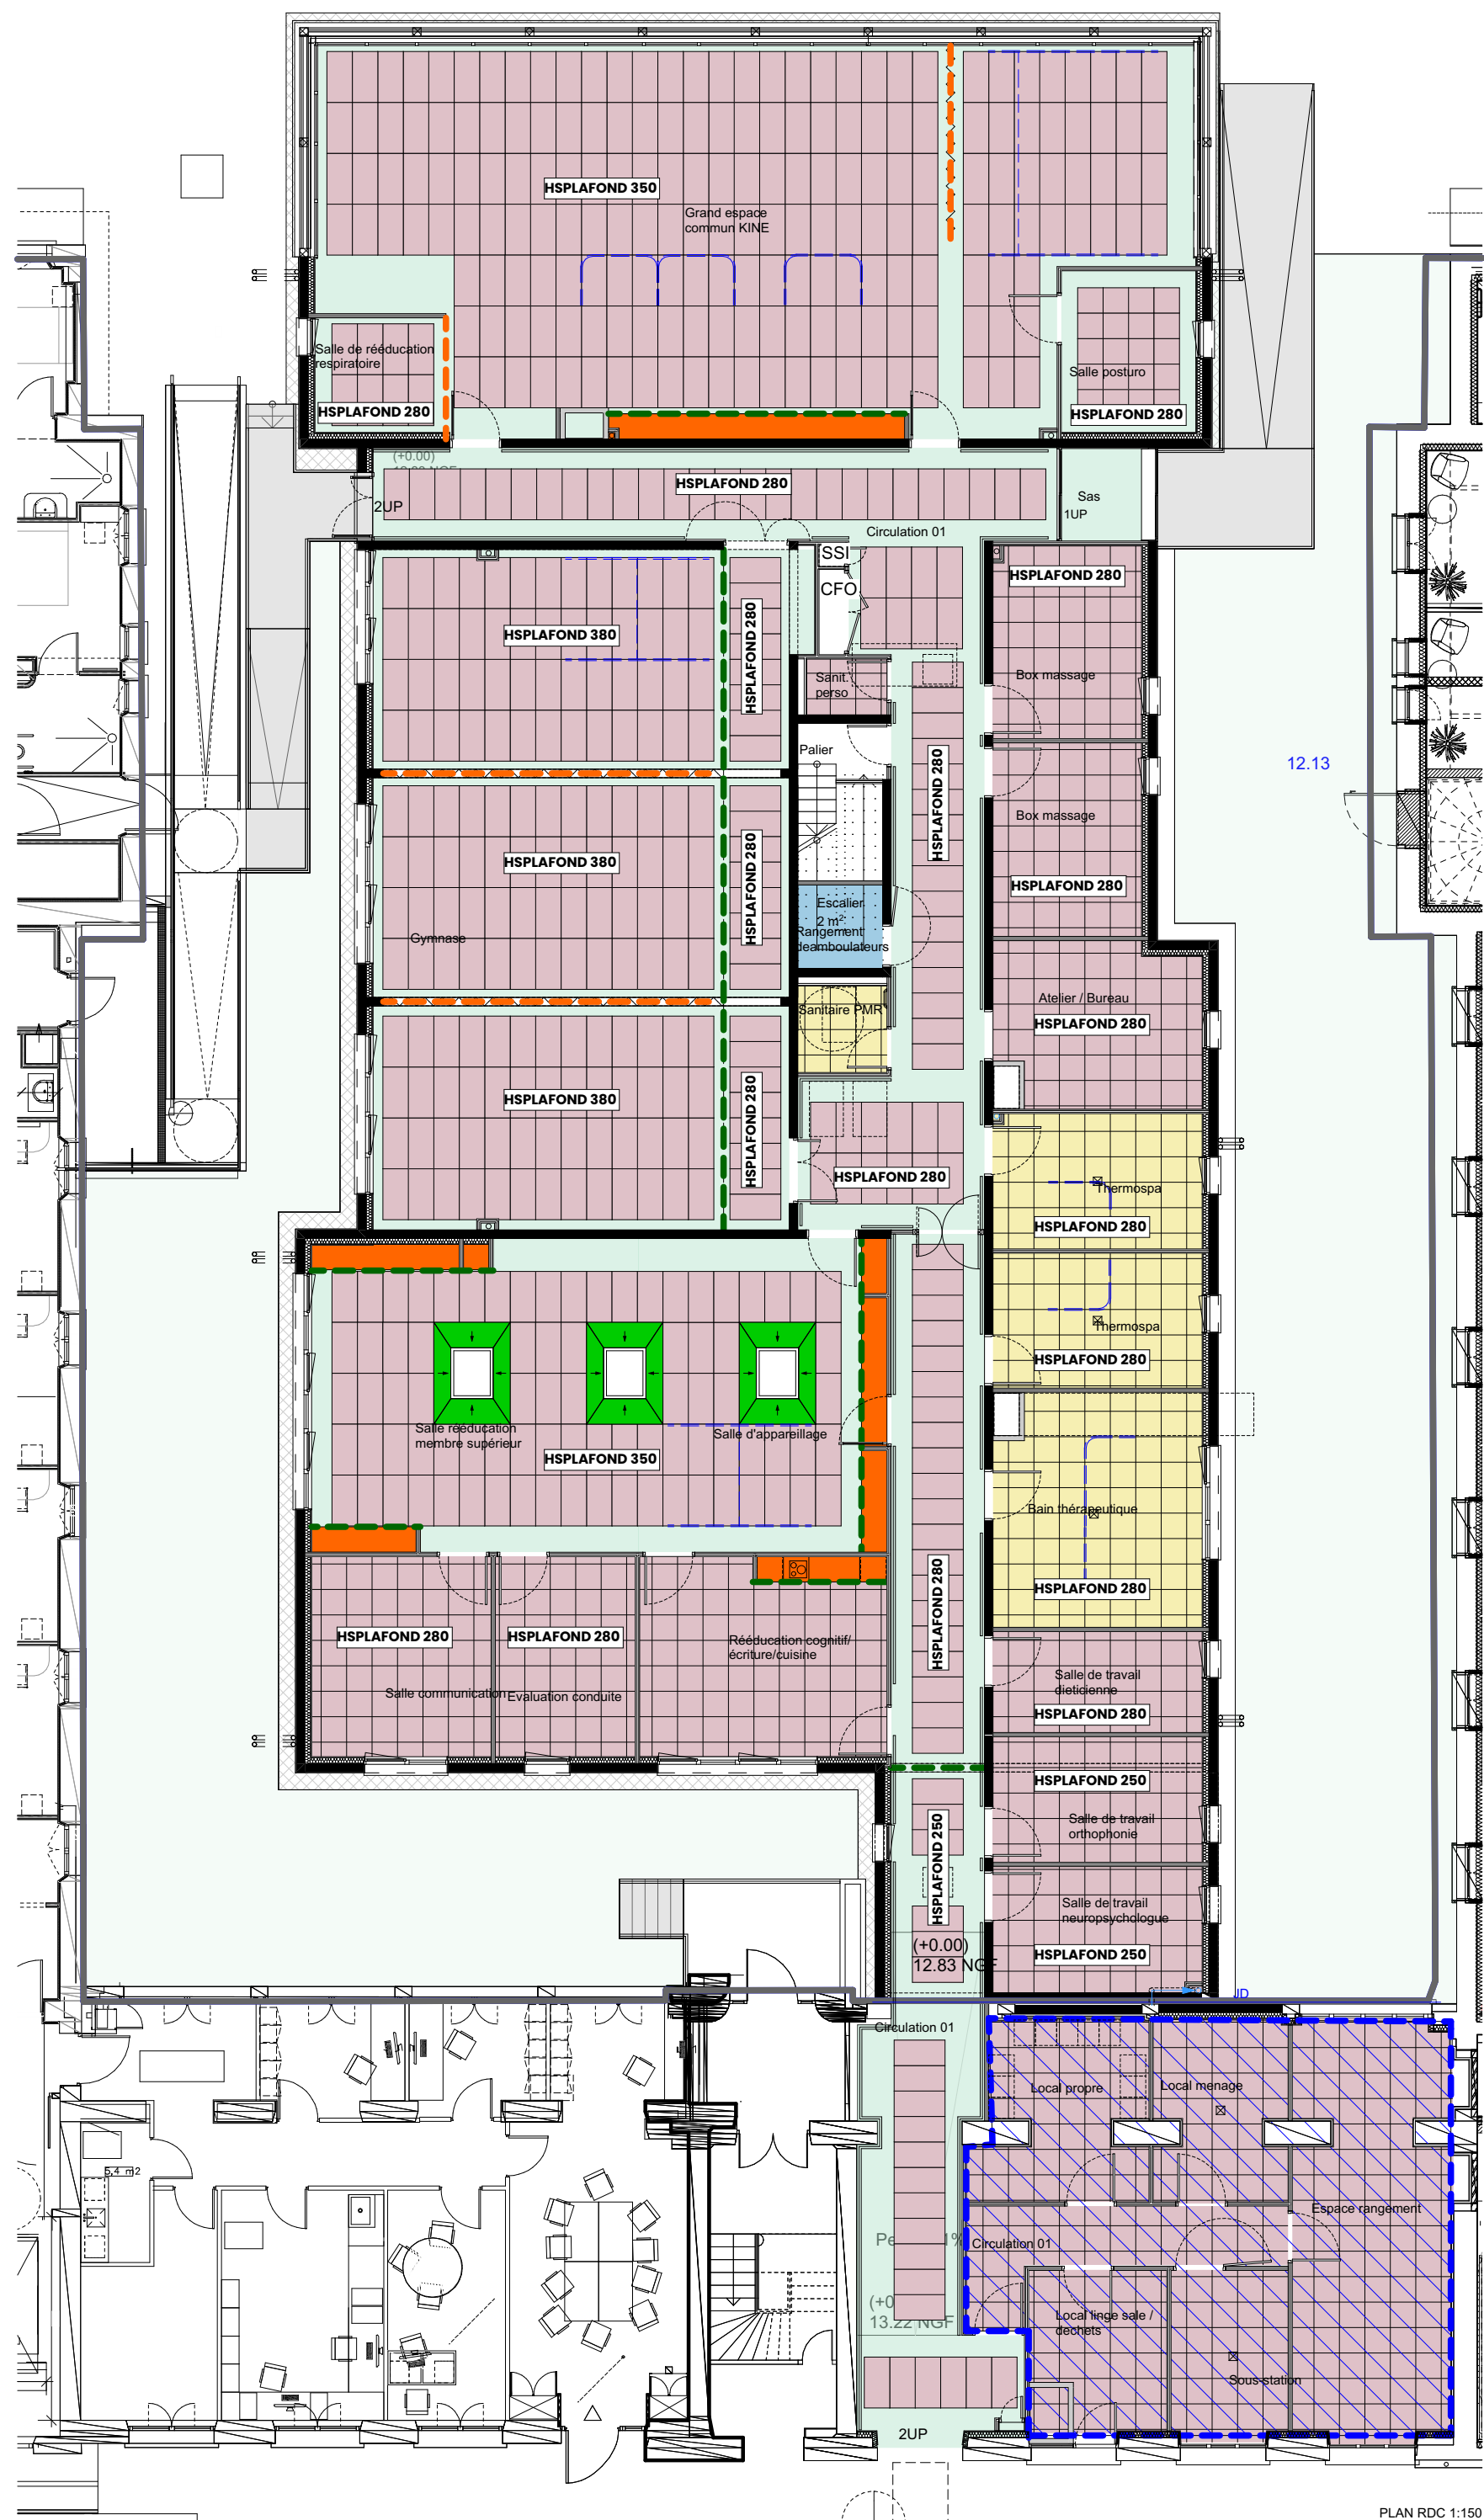 HSPLAFOND 350
Grand espace
commun KINE
Salle de rééducation
respiratoire
HSPLAFOND 280
Salle posturo
HSPLAFOND 280
(+0.00)
HSPLAFOND 280
2UP
Sas
1UP
Circulation 01
SSI
CFO
HSPLAFOND 280
HSPLAFOND 380
HSPLAFOND 280
Sanit.
perso
Box massage
Palier
HSPLAFOND 280
12.13
Box massage
HSPLAFOND 380
HSPLAFOND 280
HSPLAFOND 280
Escalier
2 m²
Rangement
deambulateurs
Gymnase
Atelier / Bureau
HSPLAFOND 280
Sanitaire PMR
HSPLAFOND 380
HSPLAFOND 280
HSPLAFOND 280
Thermospa
HSPLAFOND 280
Thermospa
HSPLAFOND 280
Salle rééducation
membre supérieur
Salle d'appareillage
HSPLAFOND 350
Bain thérapeutique
HSPLAFOND 280
HSPLAFOND 280
HSPLAFOND 280
HSPLAFOND 280
Rééducation cognitif/
écriture/cuisine
Salle communication
Evaluation conduite
Salle de travail
dieticienne
HSPLAFOND 280
HSPLAFOND 250
Salle de travail
orthophonie
HSPLAFOND 250
Salle de travail
neuropsychologue
HSPLAFOND 250
(+0.00)
12.83 NGF
JD
Circulation 01
Local propre
Local menage
5,4 m2
Espace rangement
Circulation 01
13.22 NGF
Local linge sale /
dechets
Sous-station
2UP
PLAN RDC 1:150